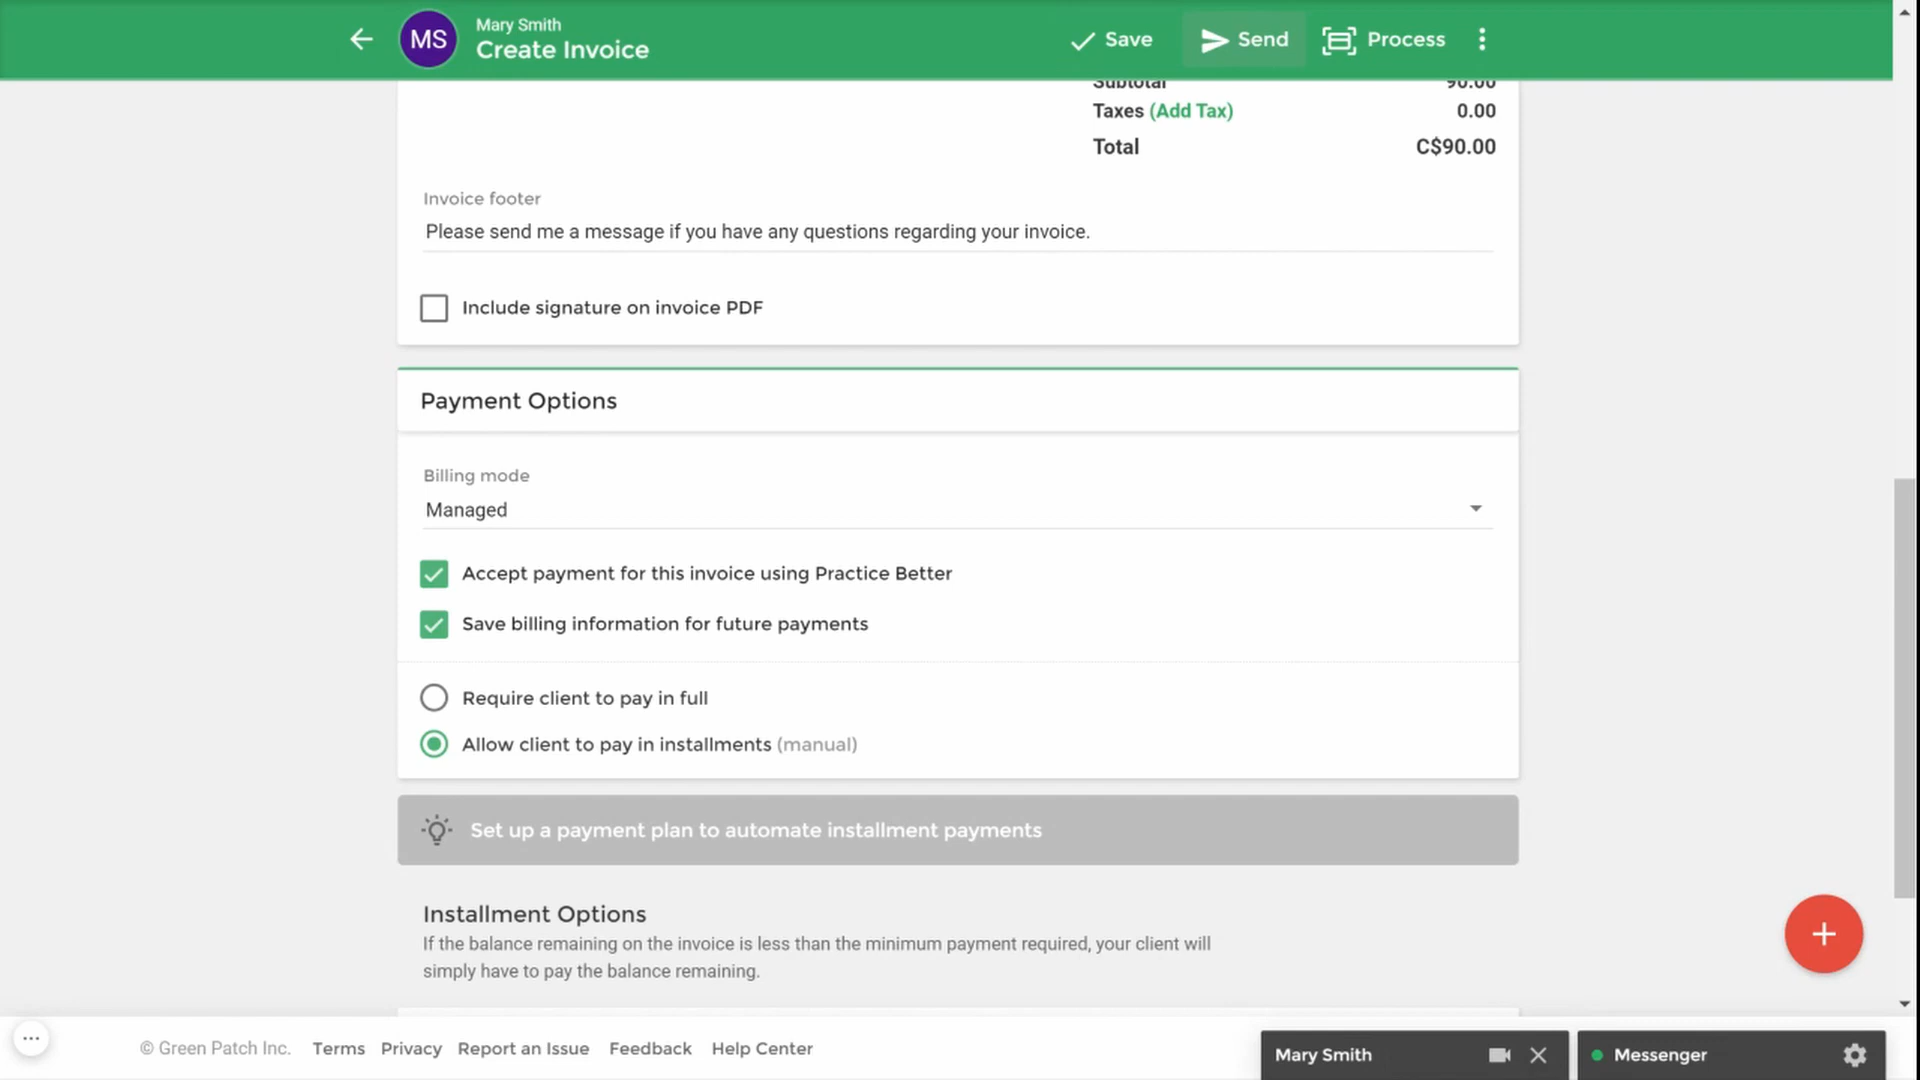 MS
Mary Smith
Create Invoice
Save
Send
Process
Subtotal 90.00
Taxes (Add Tax) 0.00
Total C$90.00
Invoice footer
Please send me a message if you have any questions regarding your invoice.
Include signature on invoice PDF
Payment Options
Billing mode
Managed
Accept payment for this invoice using Practice Better
Save billing information for future payments
Require client to pay in full
Allow client to pay in installments (manual)
Set up a payment plan to automate installment payments
Installment Options
If the balance remaining on the invoice is less than the minimum payment required, your client will
simply have to pay the balance remaining.
© Green Patch Inc. Terms Privacy Report an Issue Feedback Help Center
Mary Smith
Messenger